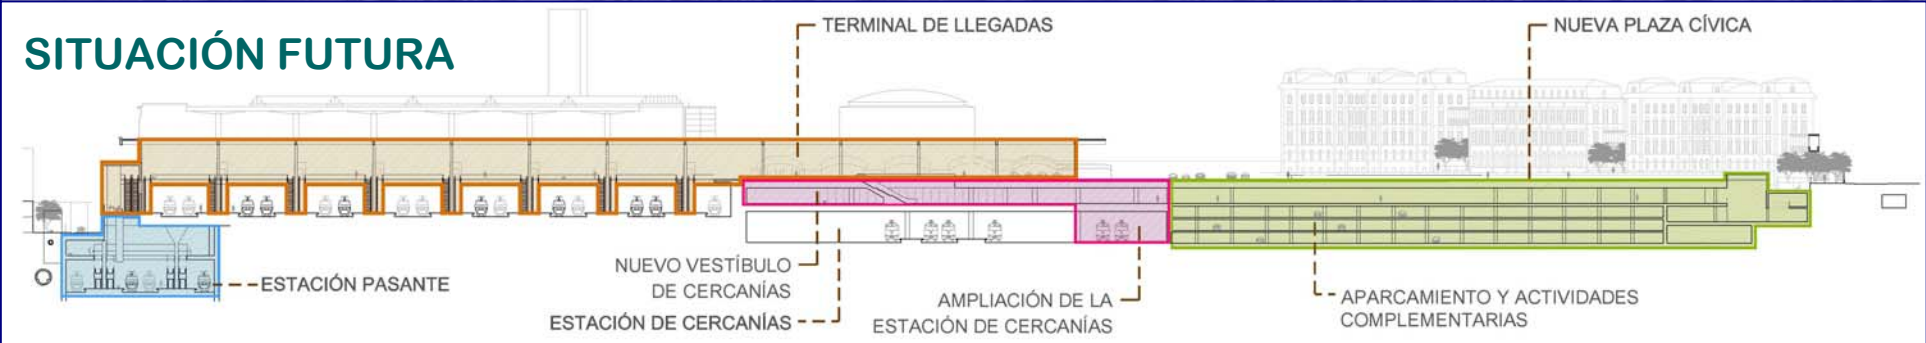 SITUACIÓN FUTURA
TERMINAL DE LLEGADAS
NUEVA PLAZA CÍVICA
ESTACIÓN PASANTE
NUEVO VESTÍBULO
DE CERCANÍAS
ESTACIÓN DE CERCANÍAS
AMPLIACIÓN DE LA
ESTACIÓN DE CERCANÍAS
APARCAMIENTO Y ACTIVIDADES
COMPLEMENTARIAS